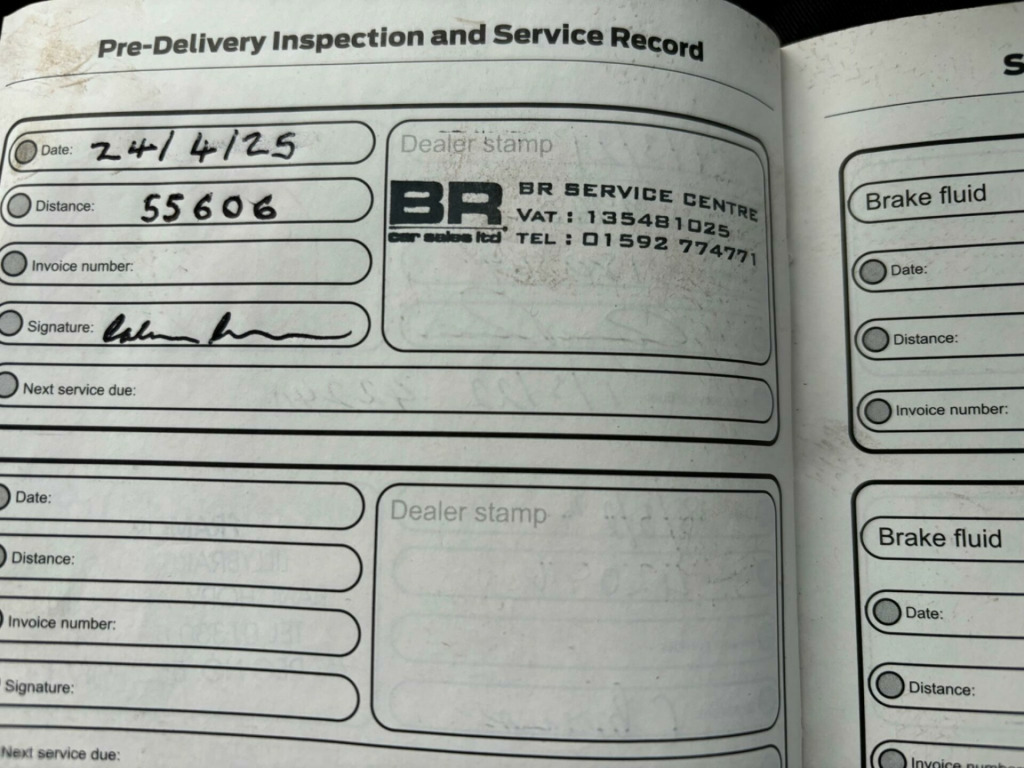 Pre-Delivery Inspection and Service Record
Date: 24/4/25
Distance: 55606
Invoice number:
Signature:
Next service due:
Dealer stamp
BR
car sales ltd
BR SERVICE CENTRE
VAT : 135481025
TEL : 01592 774771
Date:
Distance:
Invoice number:
Signature:
Next service due:
Dealer stamp
S
Brake fluid
Date:
Distance:
Invoice number:
Brake fluid
Date:
Distance:
Invoice number